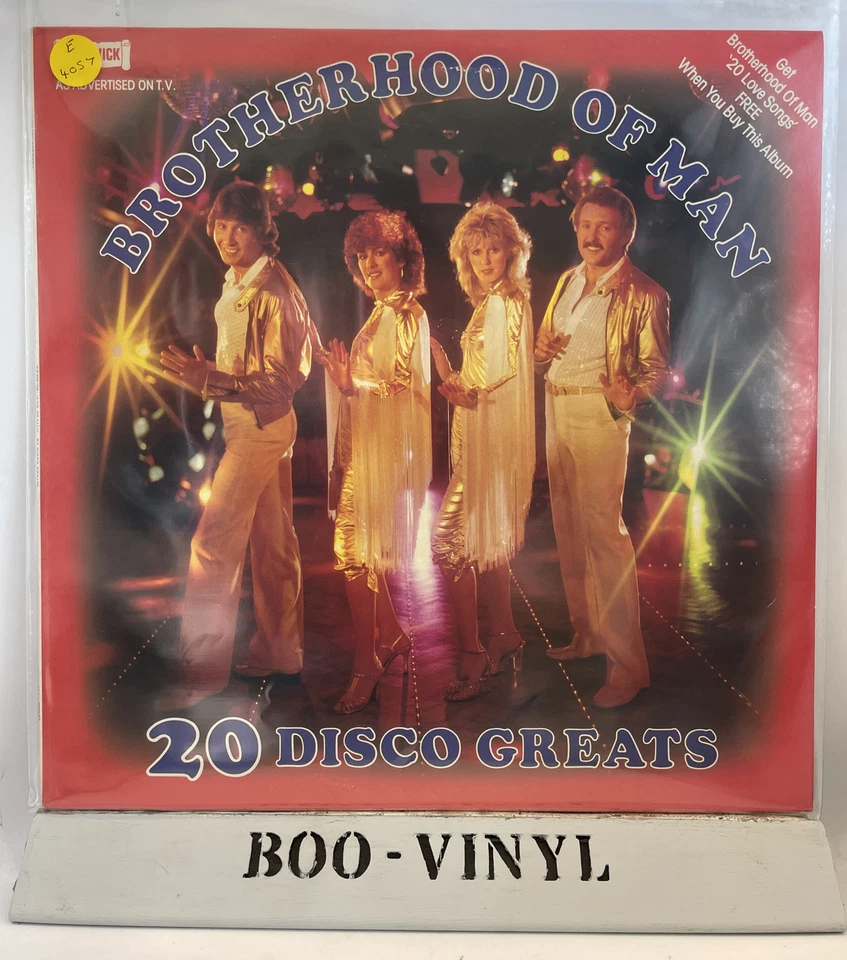 E
4057
ICK
AS ADVERTISED ON T.V.
Get
Brotherhood Of Man
'20 Love Songs'
FREE
When You Buy This Album
BROTHERHOOD OF MAN
20 DISCO GREATS
BOO-VINYL